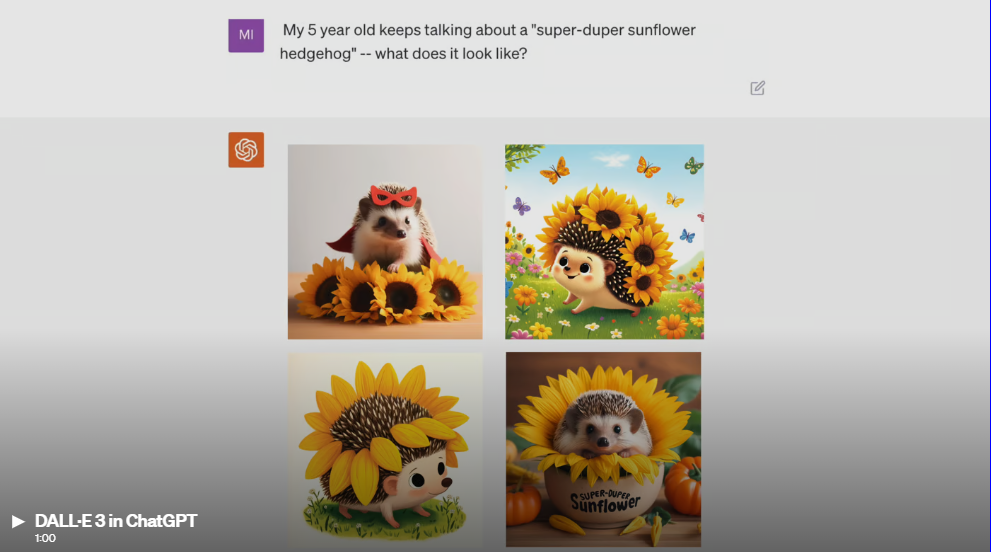 MI
My 5 year old keeps talking about a "super-duper sunflower
hedgehog" -- what does it look like?
SUPER-DUPER
Sunflower
DALL·E 3 in ChatGPT
1:00